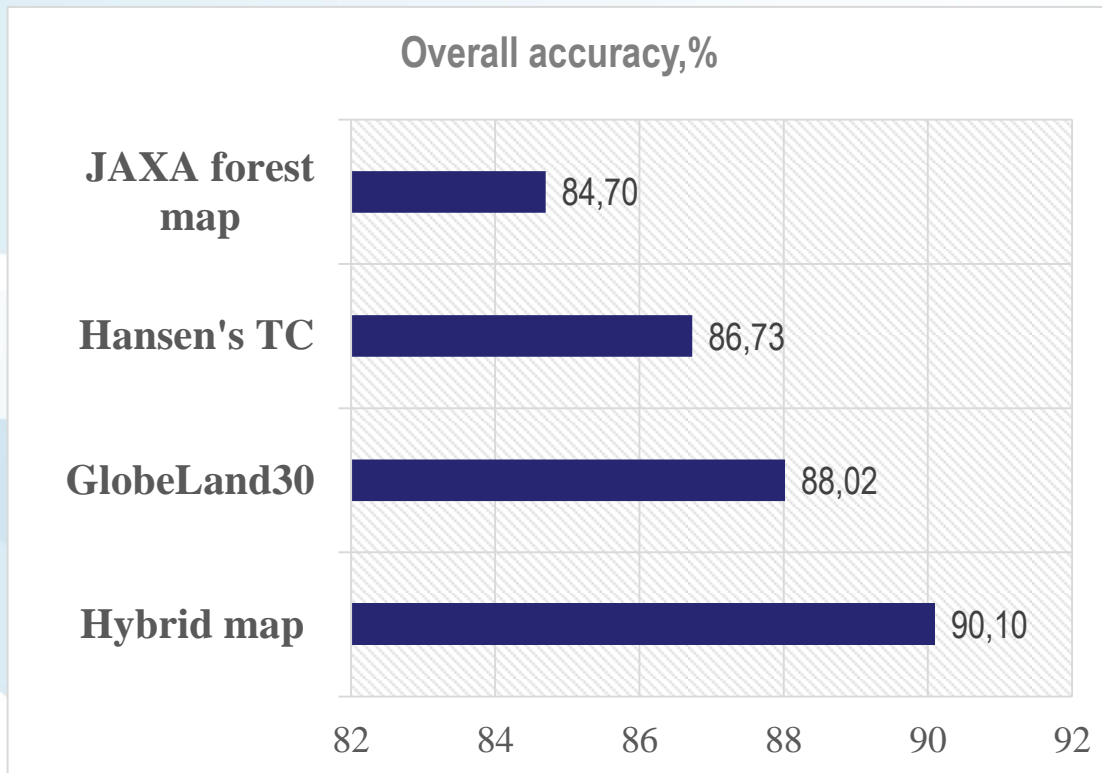 Overall accuracy,%
JAXA forest
map
84,70
Hansen's TC
86,73
GlobeLand30
88,02
Hybrid map
90,10
82 84 86 88 90 92